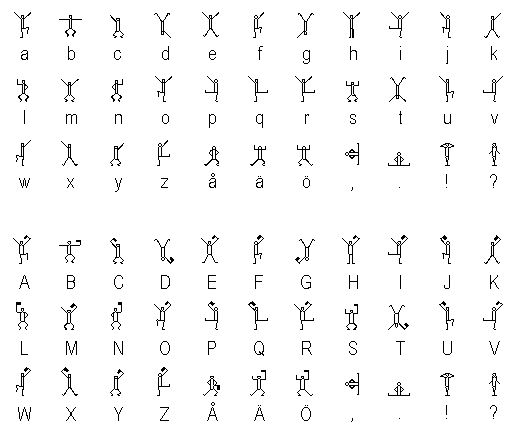 a b c d e f g h i j k
l m n o p q r s t u v
w x y z å ä ö , . ! ?
A B C D E F G H I J K
L M N O P Q R S T U V
W X Y Z Å Ä Ö , . ! ?